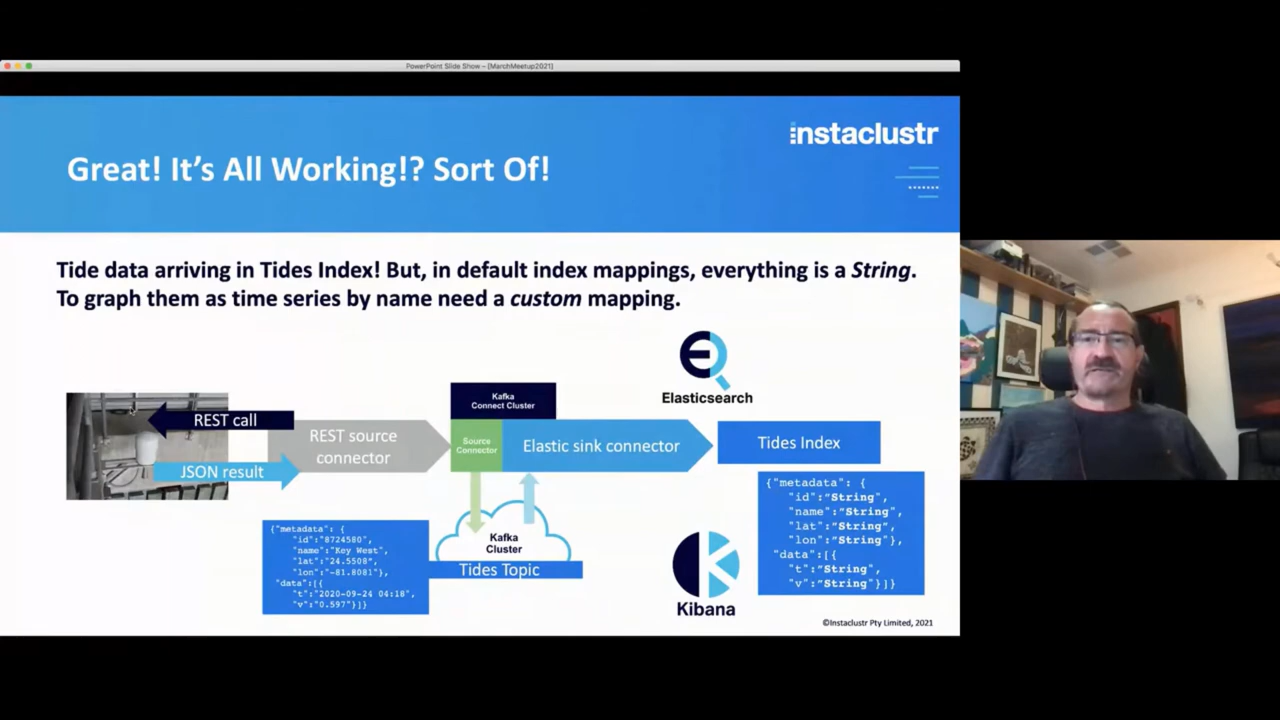 PowerPoint Slide Show – [MarchMeetup2021]
instaclustr
Great! It's All Working!? Sort Of!
Tide data arriving in Tides Index! But, in default index mappings, everything is a String.
To graph them as time series by name need a custom mapping.
Elasticsearch
Kafka
Connect Cluster
REST call
REST source
connector
Source
Connector
Elastic sink connector
Tides Index
JSON result
{"metadata": {
"id":"String",
"name":"String",
"lat":"String",
"lon":"String"},
"data":[{
"t":"String",
"v":"String"}]}
{"metadata": {
"id":"8724580",
"name":"Key West",
"lat":"24.5508",
"lon":"-81.8081"},
"data":[{
"t":"2020-09-24 04:18",
"v":"0.597"}]}
Kafka
Cluster
Tides Topic
Kibana
©Instaclustr Pty Limited, 2021